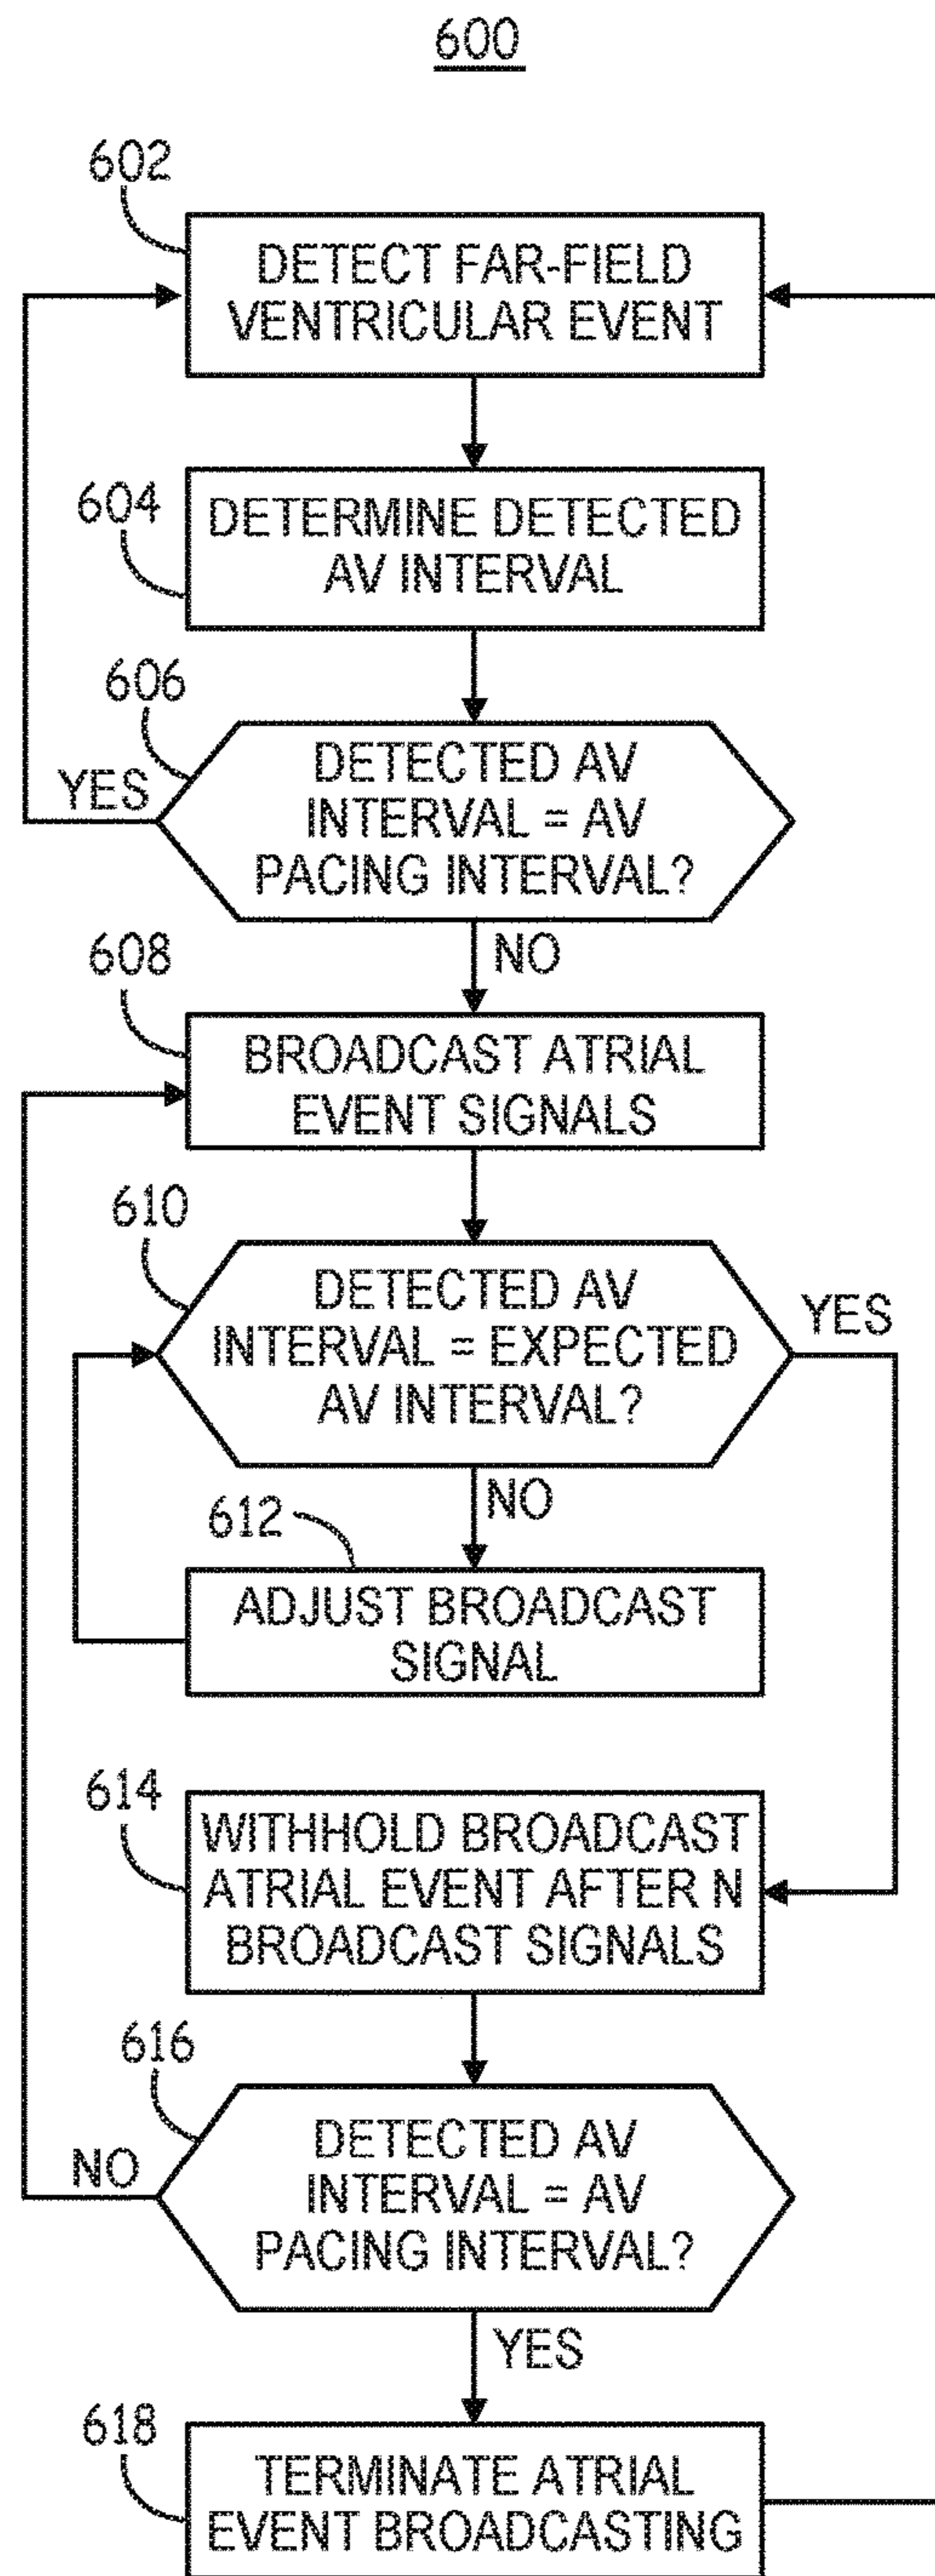 600
602
DETECT FAR-FIELD
VENTRICULAR EVENT
604
DETERMINE DETECTED
AV INTERVAL
606
DETECTED AV
INTERVAL = AV
PACING INTERVAL?
YES
NO
608
BROADCAST ATRIAL
EVENT SIGNALS
610
DETECTED AV
INTERVAL = EXPECTED
AV INTERVAL?
YES
NO
612
ADJUST BROADCAST
SIGNAL
614
WITHHOLD BROADCAST
ATRIAL EVENT AFTER N
BROADCAST SIGNALS
616
DETECTED AV
INTERVAL = AV
PACING INTERVAL?
NO
YES
618
TERMINATE ATRIAL
EVENT BROADCASTING